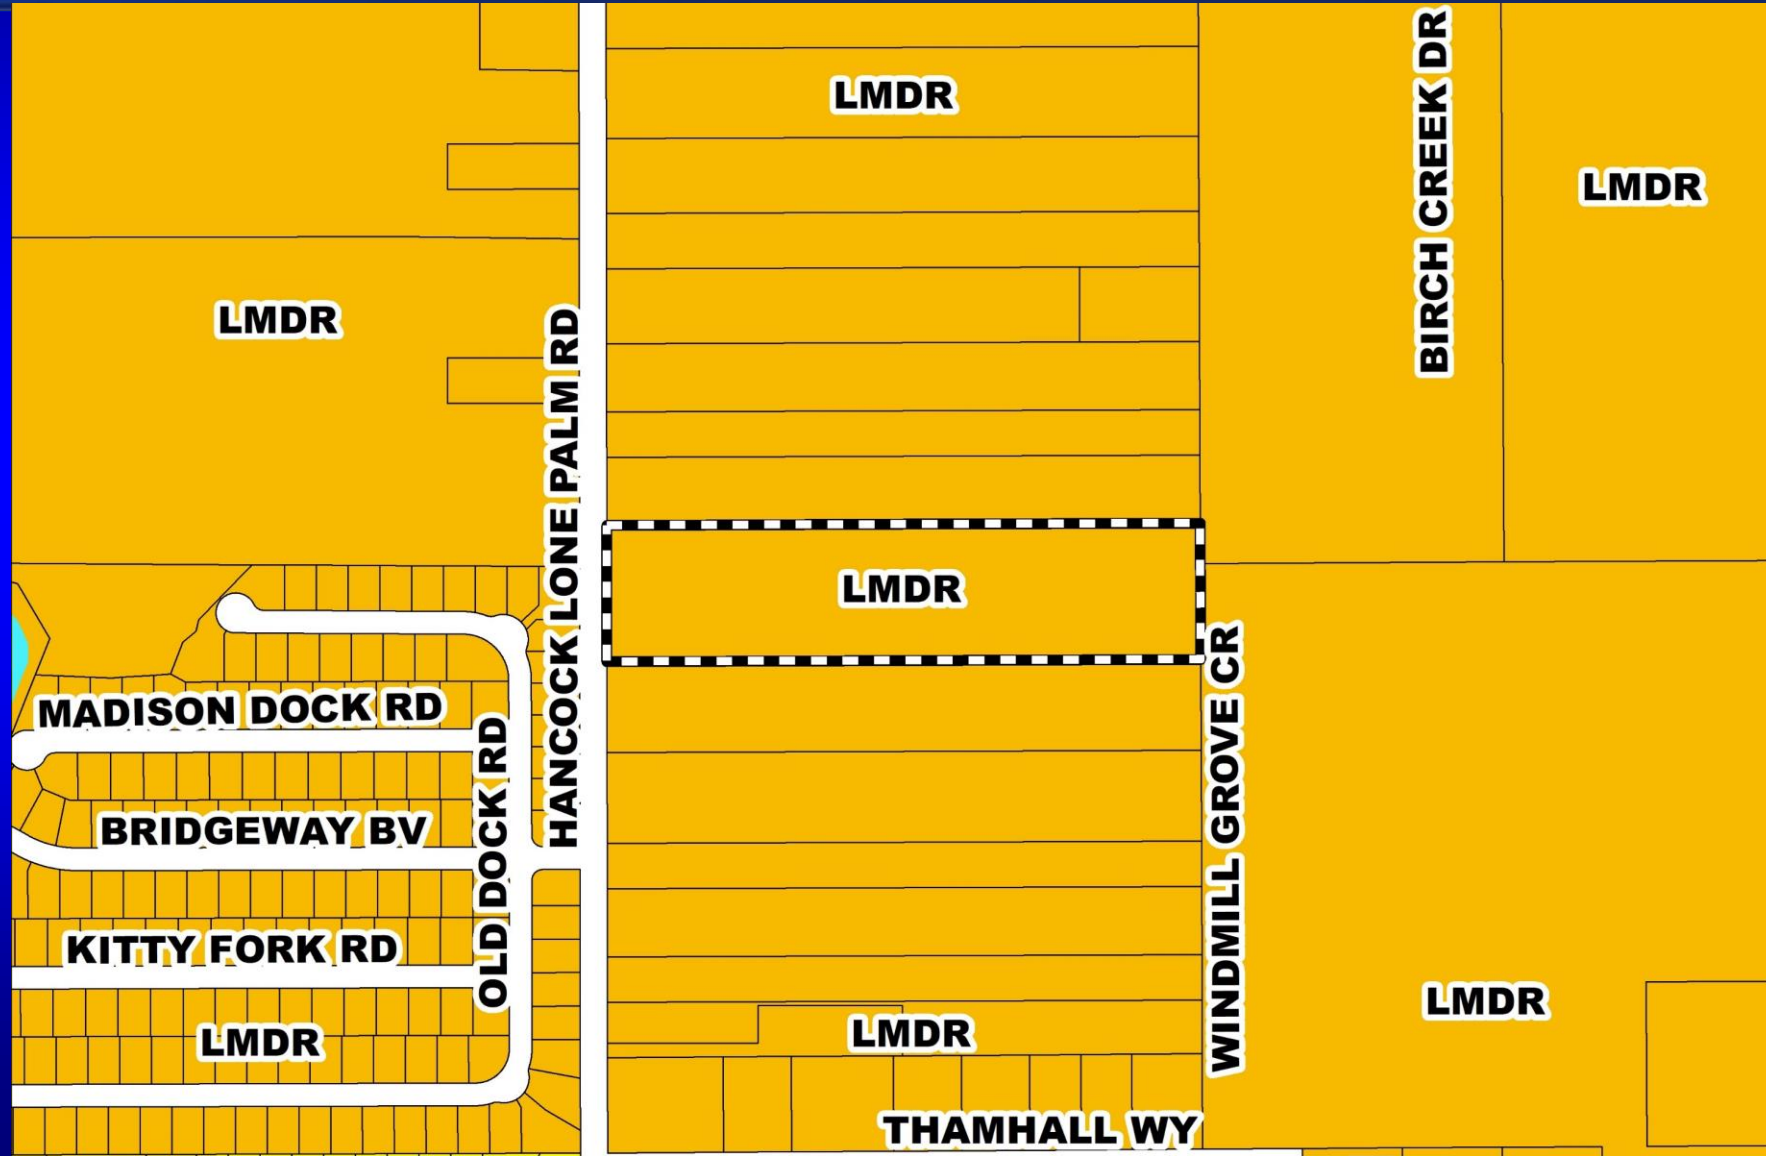 LMDR
BIRCH CREEK DR
LMDR
LMDR
HANCOCK LONE PALM RD
LMDR
WINDMILL GROVE CR
MADISON DOCK RD
OLD DOCK RD
BRIDGEWAY BV
KITTY FORK RD
LMDR
LMDR
LMDR
THAMHALL WY